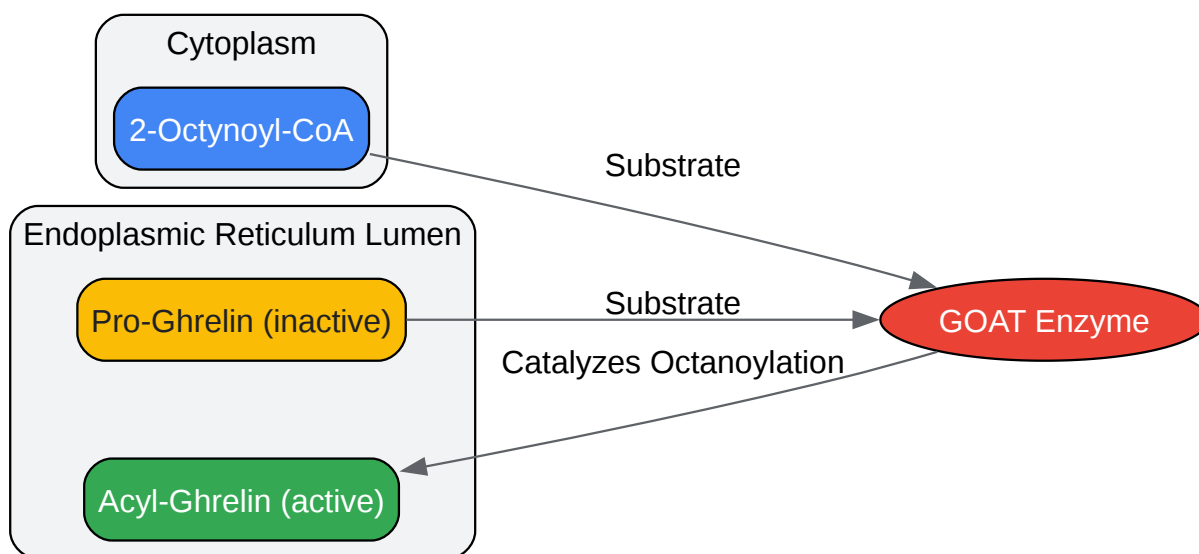 Cytoplasm
2-Octynoyl-CoA
Substrate
Endoplasmic Reticulum Lumen
Pro-Ghrelin (inactive)
Substrate
GOAT Enzyme
Catalyzes Octanoylation
Acyl-Ghrelin (active)